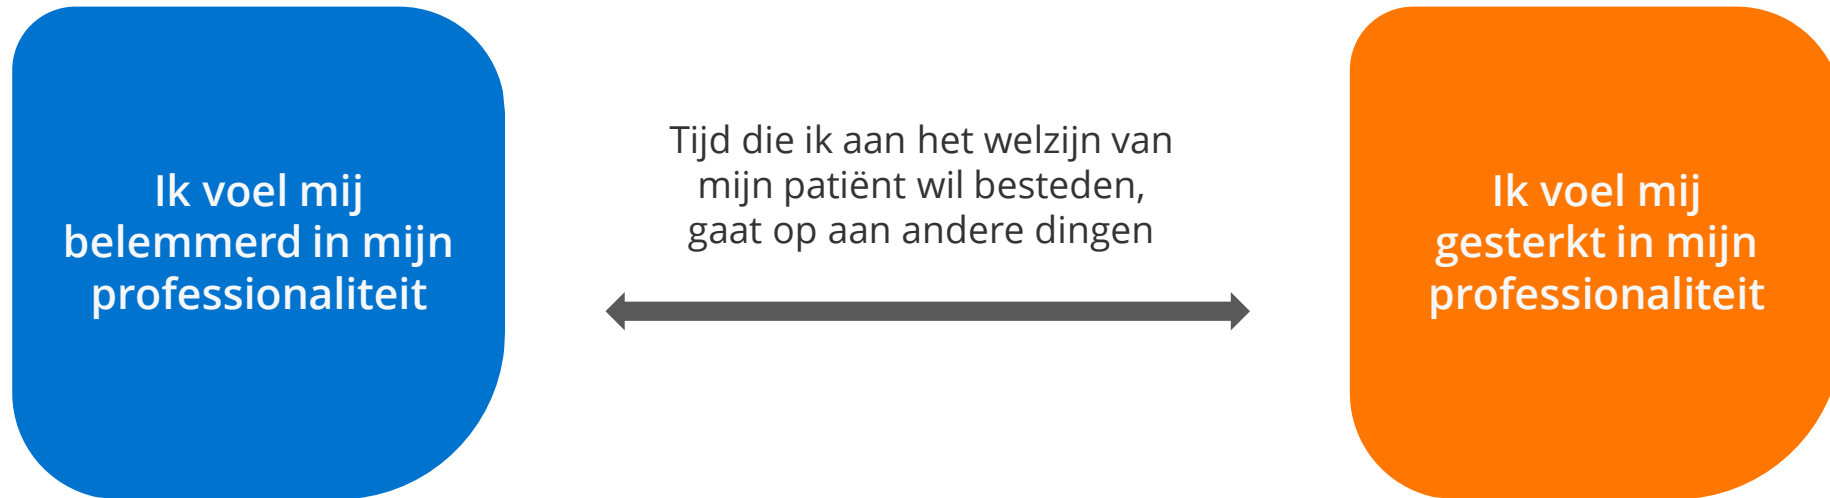 Ik voel mij
belemmerd in mijn
professionaliteit
Tijd die ik aan het welzijn van
mijn patiënt wil besteden,
gaat op aan andere dingen
Ik voel mij
gesterkt in mijn
professionaliteit